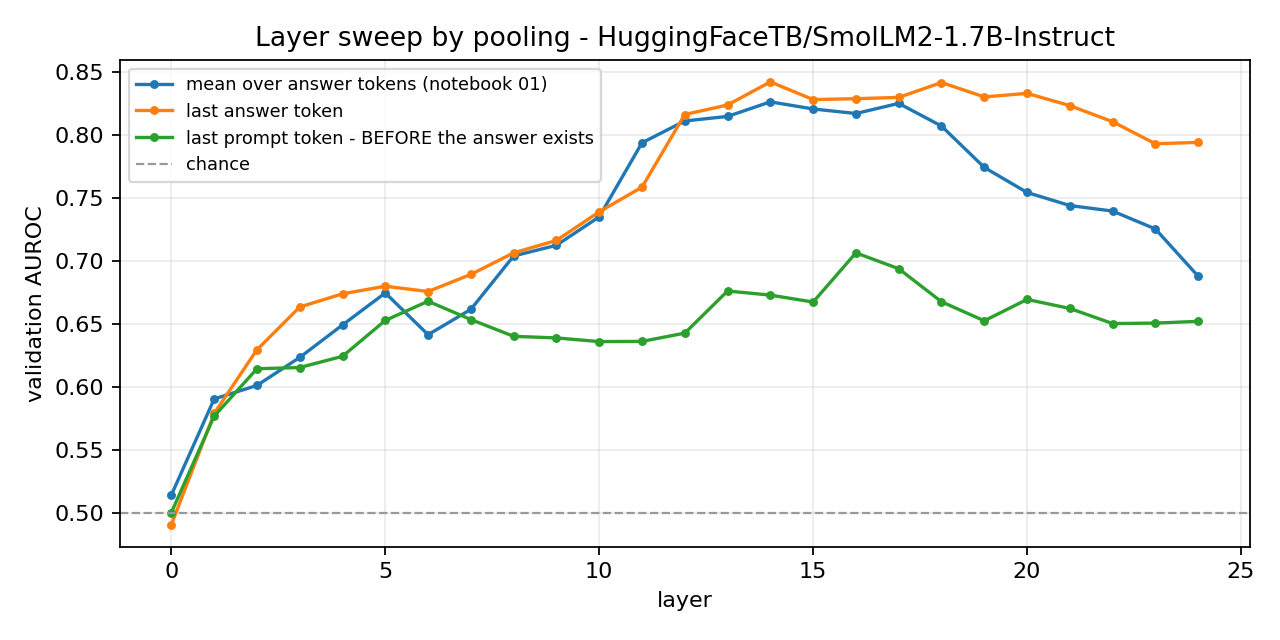 Layer sweep by pooling - HuggingFaceTB/SmolLM2-1.7B-Instruct
mean over answer tokens (notebook 01)
last answer token
last prompt token - BEFORE the answer exists
chance
validation AUROC
0.85
0.80
0.75
0.70
0.65
0.60
0.55
0.50
0 5 10 15 20 25
layer